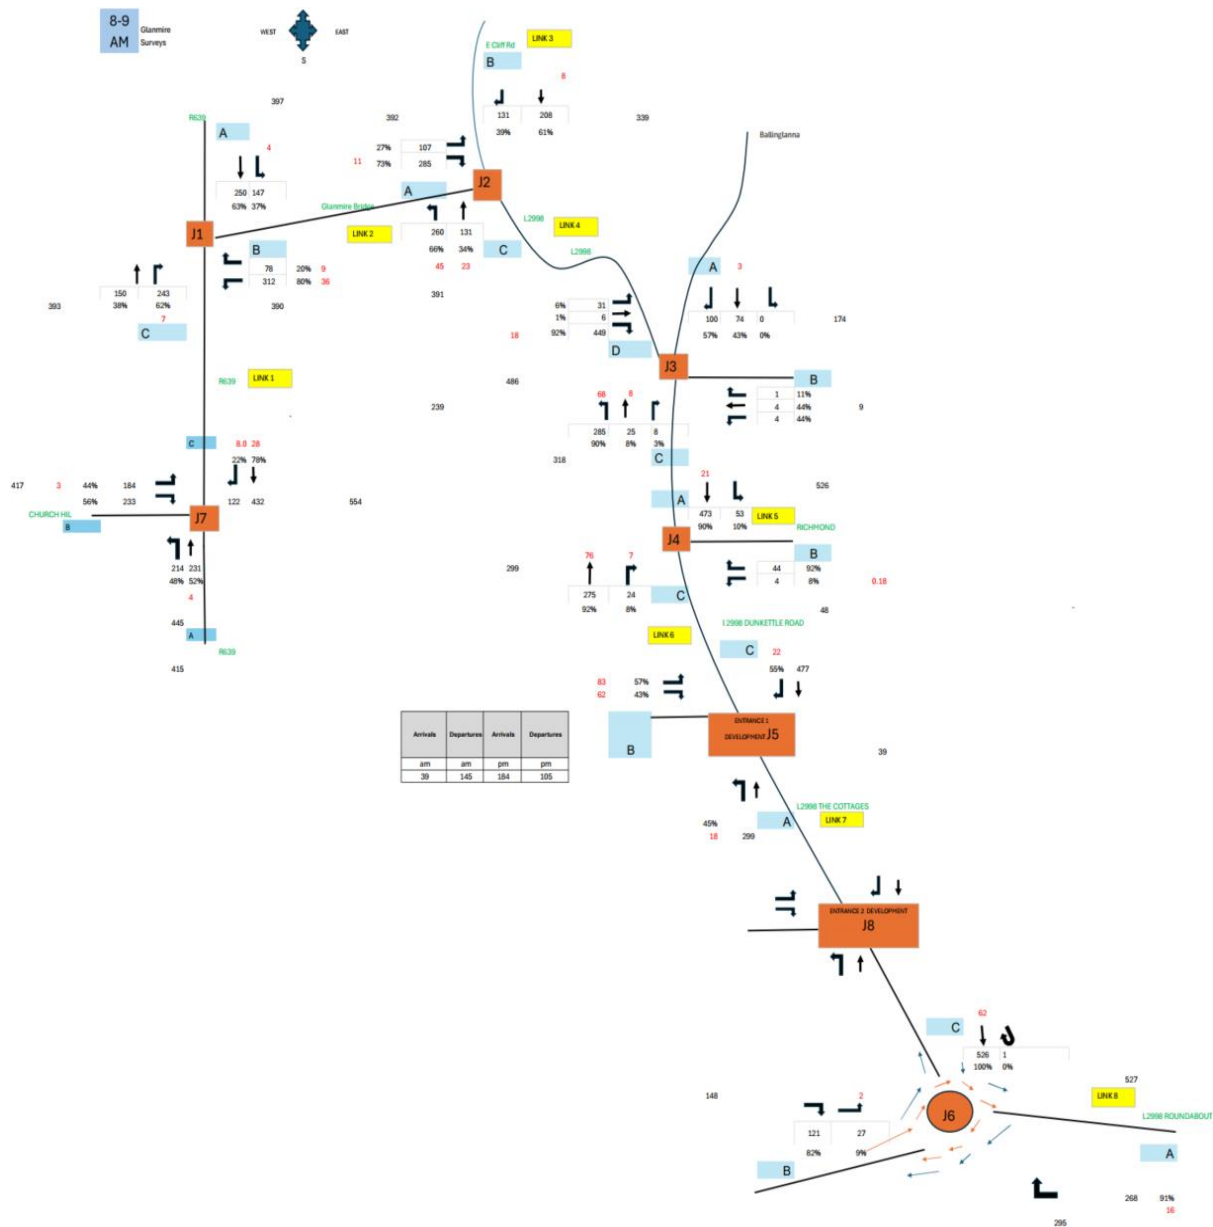 8-9 AM Glanmire Surveys
WEST EAST
S
E Cliff Rd LINK 3
B
8
397
392
131 208
39% 61%
339
R639
A
4
27% 107
11 73% 285
Ballinglanna
250 147
63% 37%
A
J2
Glanmire Bridge
LINK 2
J1
260 131
66% 34%
C
45 23
391
L2998 LINK 4
L2998
B
78 20% 9
312 80% 36
390
150 243
38% 62%
7
C
393
A 3
100 74 0
57% 43% 0%
174
6% 31
1% 6
92% 449
D
18
J3
486
239
B
1 11%
4 44%
4 44%
9
R639 LINK 1
68 8
285 25 8
90% 8% 3%
318
C
C
8.0 28
22% 78%
122 432
554
417 3 44% 184
56% 233
CHURCH HIL
B
J7
214 231
48% 52%
4
445
A
R639
415
21
A
473 53
90% 10%
526
LINK 5
RICHMOND
J4
B
44 92%
4 8%
0.18
48
299
76 7
275 24
92% 8%
C
L2998 DUNKETTLE ROAD
LINK 6
C 22
55% 477
83 57%
62 43%
B
ENTRANCE 1
DEVELOPMENT J5
39
Arrivals Departures Arrivals Departures
am am pm pm
39 145 184 105
L2998 THE COTTAGES
A LINK 7
45%
18 299
ENTRANCE 2 DEVELOPMENT
J8
C 62
526 1
100% 0%
527
LINK 8
L2998 ROUNDABOUT
148
2
121 27
82% 9%
B
J6
A
268 91%
16
295